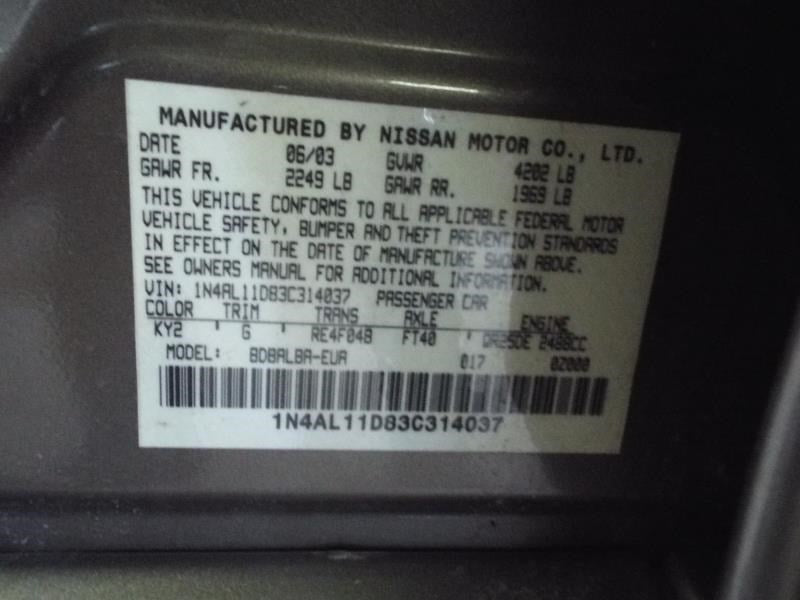 MANUFACTURED BY NISSAN MOTOR CO., LTD.
DATE 06/03 GVWR 4202 LB
GAWR FR. 2249 LB GAWR RR. 1969 LB
THIS VEHICLE CONFORMS TO ALL APPLICABLE FEDERAL MOTOR
VEHICLE SAFETY, BUMPER AND THEFT PREVENTION STANDARDS
IN EFFECT ON THE DATE OF MANUFACTURE SHOWN ABOVE.
SEE OWNERS MANUAL FOR ADDITIONAL INFORMATION.
VIN: 1N4AL11D83C314037 PASSENGER CAR
COLOR TRIM TRANS AXLE ENGINE
KY2 ' G ' RE4F04B FT40 ' QR25DE 2488CC
MODEL: BDBALBA-EUA 017 02000
1N4AL11D83C314037